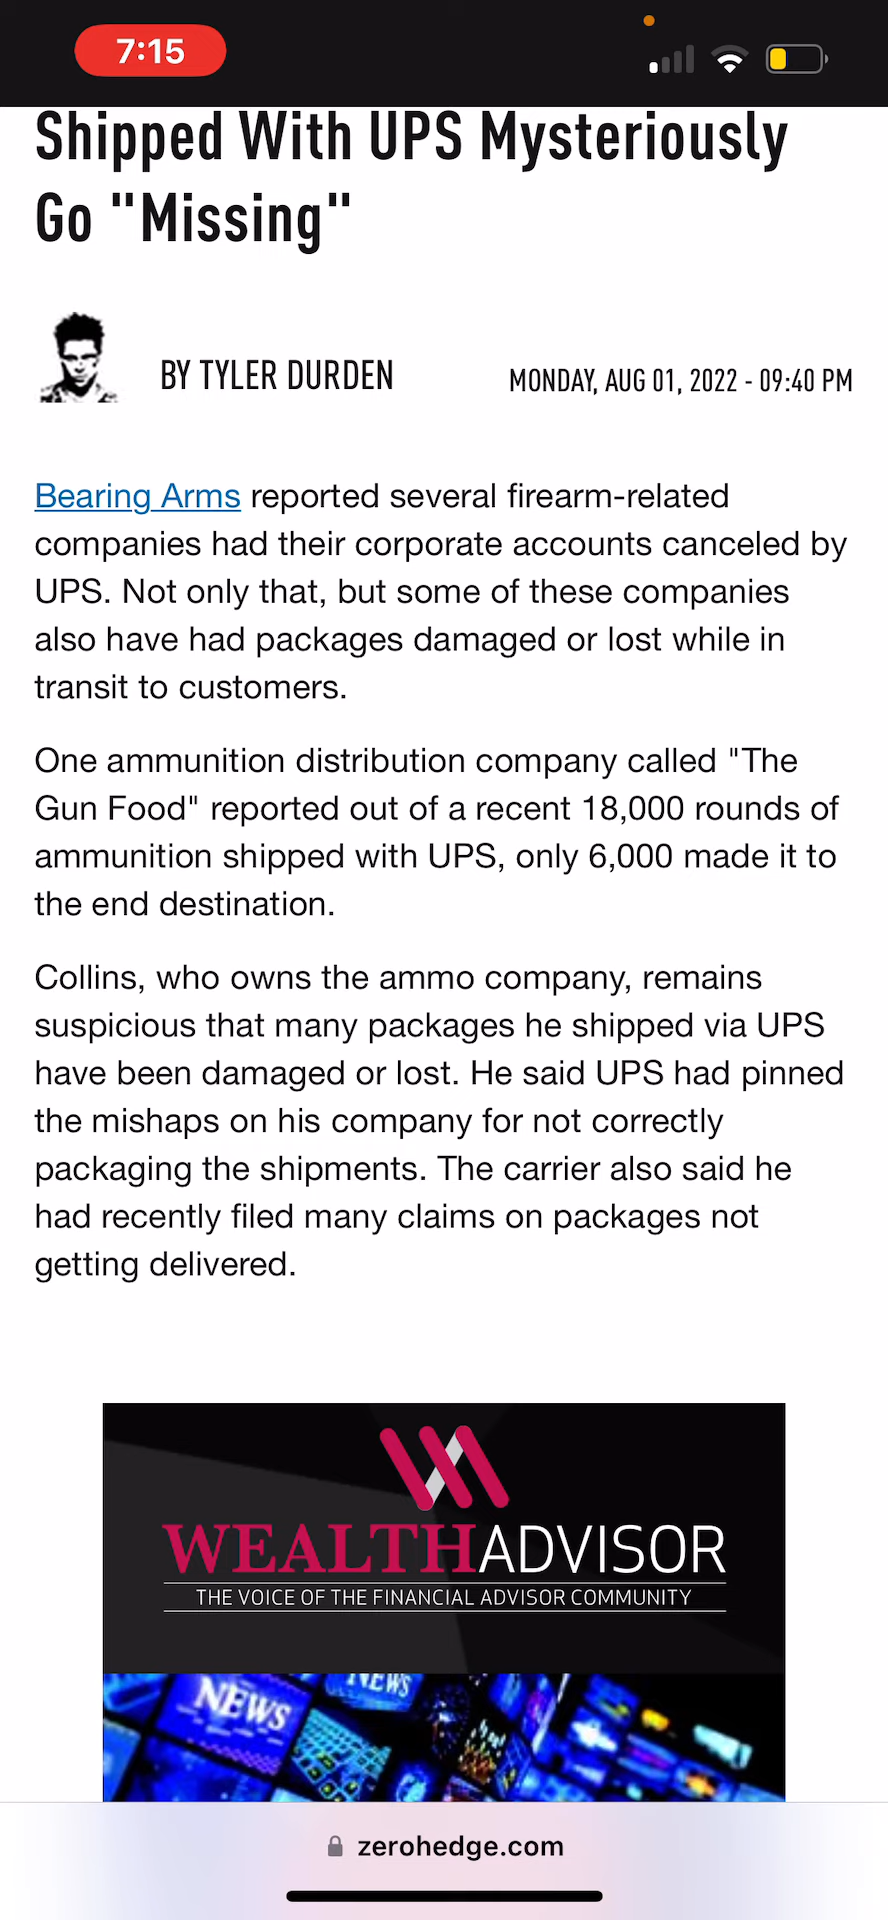 7:15
Shipped With UPS Mysteriously
Go "Missing"
BY TYLER DURDEN
MONDAY, AUG 01, 2022 - 09:40 PM
Bearing Arms reported several firearm-related
companies had their corporate accounts canceled by
UPS. Not only that, but some of these companies
also have had packages damaged or lost while in
transit to customers.
One ammunition distribution company called "The
Gun Food" reported out of a recent 18,000 rounds of
ammunition shipped with UPS, only 6,000 made it to
the end destination.
Collins, who owns the ammo company, remains
suspicious that many packages he shipped via UPS
have been damaged or lost. He said UPS had pinned
the mishaps on his company for not correctly
packaging the shipments. The carrier also said he
had recently filed many claims on packages not
getting delivered.
WEALTHADVISOR
THE VOICE OF THE FINANCIAL ADVISOR COMMUNITY
NEWS
NEWS
zerohedge.com